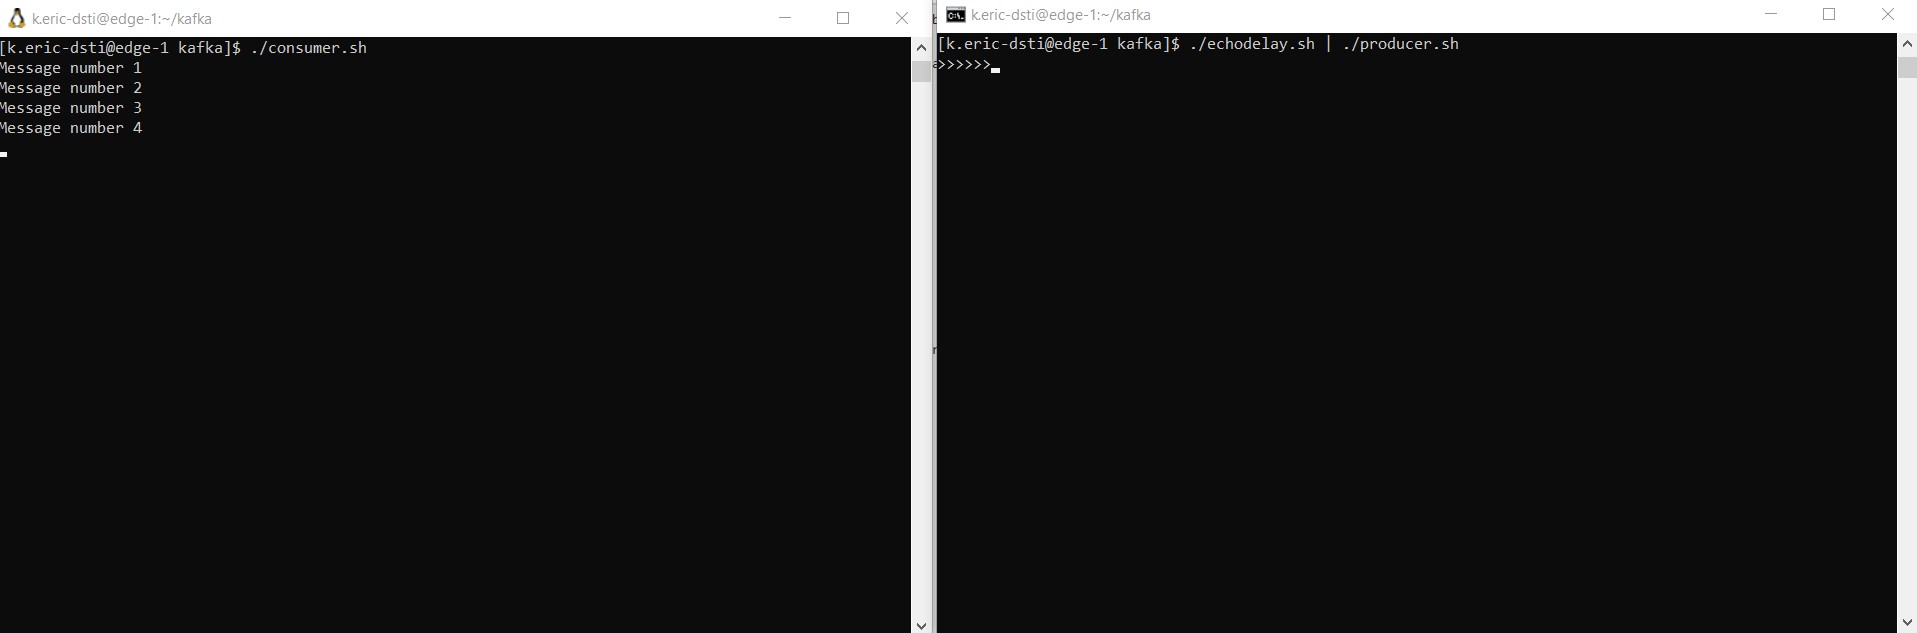 k.eric-dsti@edge-1:~/kafka
[k.eric-dsti@edge-1 kafka]$ ./consumer.sh
Message number 1
Message number 2
Message number 3
Message number 4
k.eric-dsti@edge-1:~/kafka
[k.eric-dsti@edge-1 kafka]$ ./echodelay.sh | ./producer.sh
>>>>>>